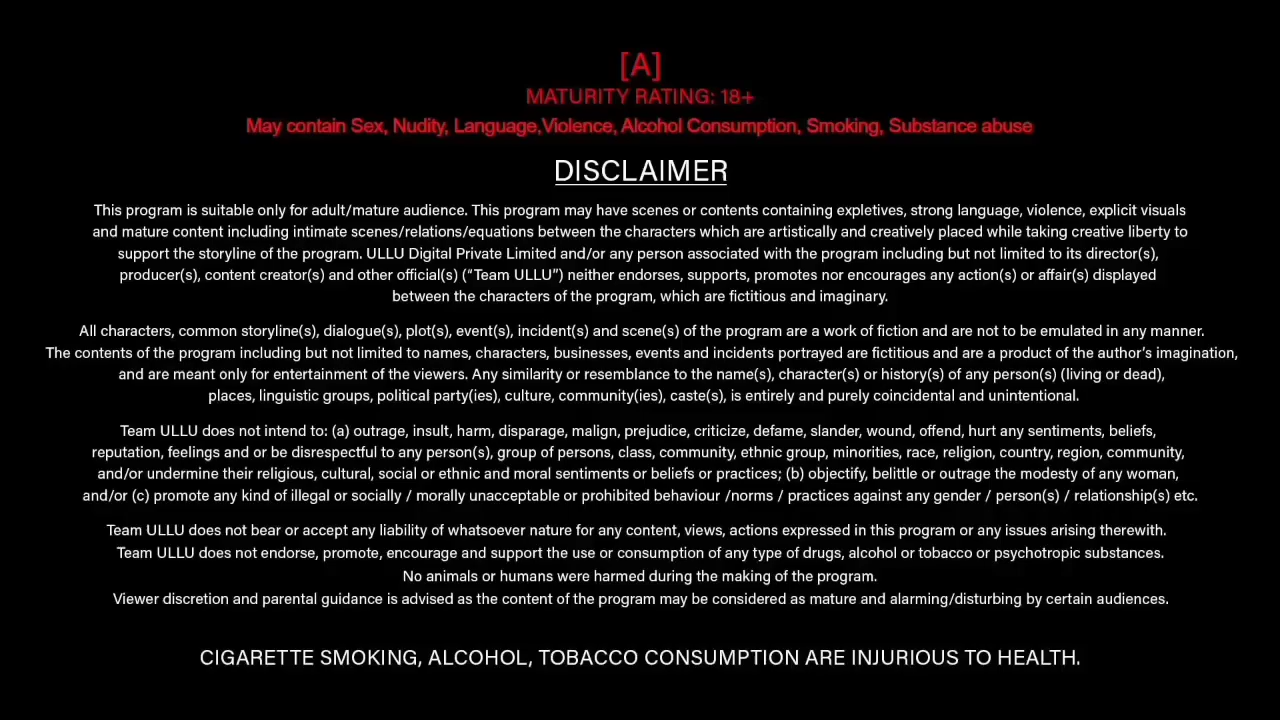 [A]
MATURITY RATING: 18+
May contain Sex, Nudity, Language,Violence, Alcohol Consumption, Smoking, Substance abuse
DISCLAIMER
This program is suitable only for adult/mature audience. This program may have scenes or contents containing expletives, strong language, violence, explicit visuals
and mature content including intimate scenes/relations/equations between the characters which are artistically and creatively placed while taking creative liberty to
support the storyline of the program. ULLU Digital Private Limited and/or any person associated with the program including but not limited to its director(s),
producer(s), content creator(s) and other official(s) (“Team ULLU”) neither endorses, supports, promotes nor encourages any action(s) or affair(s) displayed
between the characters of the program, which are fictitious and imaginary.
All characters, common storyline(s), dialogue(s), plot(s), event(s), incident(s) and scene(s) of the program are a work of fiction and are not to be emulated in any manner.
The contents of the program including but not limited to names, characters, businesses, events and incidents portrayed are fictitious and are a product of the author’s imagination,
and are meant only for entertainment of the viewers. Any similarity or resemblance to the name(s), character(s) or history(s) of any person(s) (living or dead),
places, linguistic groups, political party(ies), culture, community(ies), caste(s), is entirely and purely coincidental and unintentional.
Team ULLU does not intend to: (a) outrage, insult, harm, disparage, malign, prejudice, criticize, defame, slander, wound, offend, hurt any sentiments, beliefs,
reputation, feelings and or be disrespectful to any person(s), group of persons, class, community, ethnic group, minorities, race, religion, country, region, community,
and/or undermine their religious, cultural, social or ethnic and moral sentiments or beliefs or practices; (b) objectify, belittle or outrage the modesty of any woman,
and/or (c) promote any kind of illegal or socially / morally unacceptable or prohibited behaviour /norms / practices against any gender / person(s) / relationship(s) etc.
Team ULLU does not bear or accept any liability of whatsoever nature for any content, views, actions expressed in this program or any issues arising therewith.
Team ULLU does not endorse, promote, encourage and support the use or consumption of any type of drugs, alcohol or tobacco or psychotropic substances.
No animals or humans were harmed during the making of the program.
Viewer discretion and parental guidance is advised as the content of the program may be considered as mature and alarming/disturbing by certain audiences.
CIGARETTE SMOKING, ALCOHOL, TOBACCO CONSUMPTION ARE INJURIOUS TO HEALTH.